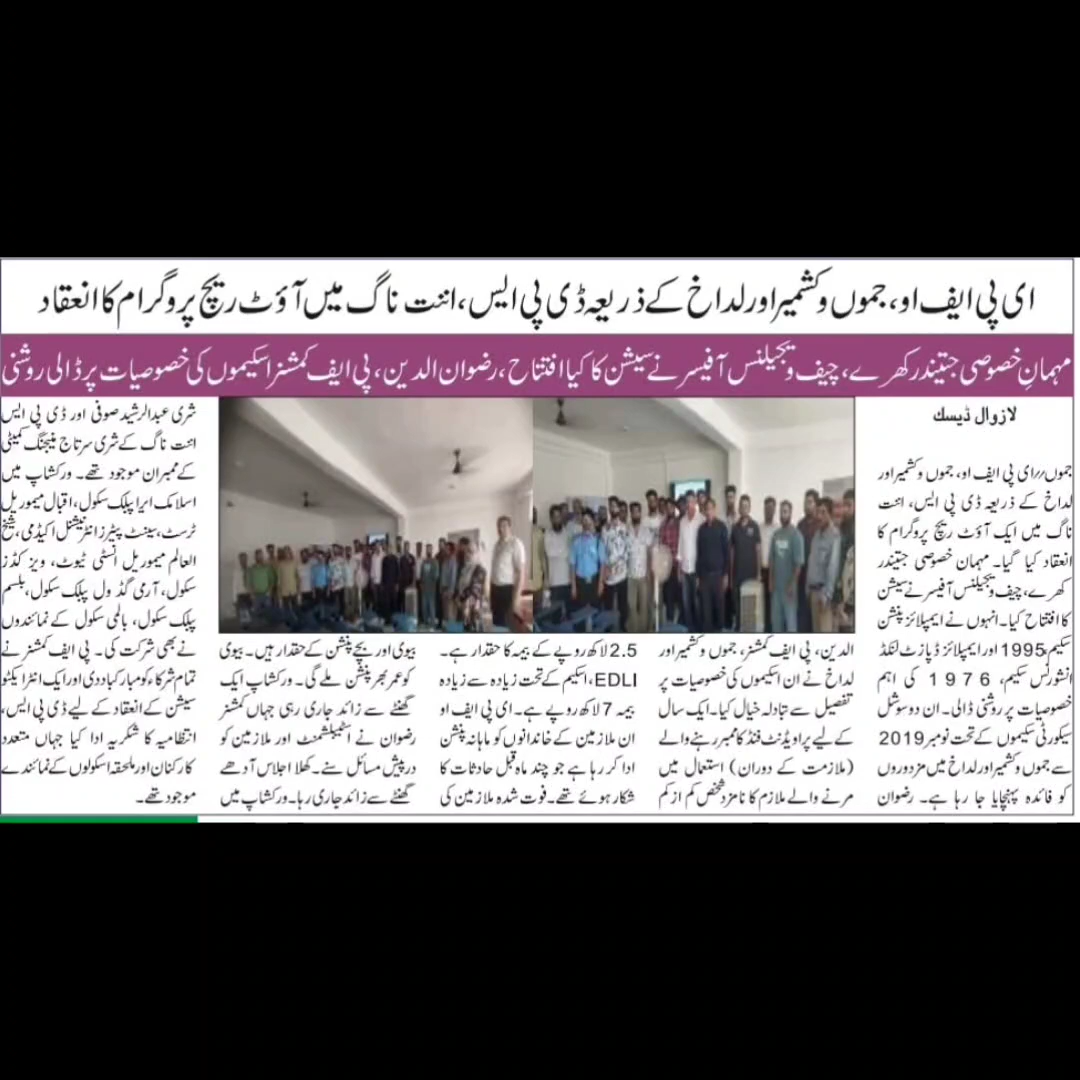 ای پی ایف او، جموں و کشمیر اور لداخ کے ذریعہ ڈی پی ایس، اننت ناگ میں آؤٹ ریچ پروگرام کا انعقاد
مہمانِ خصوصی جتیندر کھرے، چیف ویجیلنس آفیسر نے سیشن کا کیا افتتاح، رضوان الدین، پی ایف کمشنر اسکیموں کی خصوصیات پر ڈالی روشنی
لازوال ڈیسک
جموں//ای پی ایف او، جموں و کشمیر اور
لداخ کے ذریعہ ڈی پی ایس، اننت
ناگ میں ایک آؤٹ ریچ پروگرام کا
انعقاد کیا گیا۔ مہمان خصوصی جتیندر
کھرے، چیف ویجیلنس آفیسر نے سیشن
کا افتتاح کیا۔ انہوں نے ایمپلائز پنشن
سکیم 1995 اور ایمپلائز ڈپازٹ لنکڈ
انشورنس سکیم، 1976 کی اہم
خصوصیات پر روشنی ڈالی۔ ان دو سوشل
سیکورٹی سکیموں کے تحت نومبر 2019
سے جموں و کشمیر اور لداخ میں مزدوروں
کو فائدہ پہنچایا جا رہا ہے۔ رضوان
الدین، پی ایف کمشنر، جموں و کشمیر اور
لداخ نے ان اسکیموں کی خصوصیات پر
تفصیل سے تبادلہ خیال کیا۔ ایک سال
کے لیے پراویڈنٹ فنڈ کا ممبر رہنے والے
(ملازمت کے دوران) استعمال میں
مرنے والے ملازم کا نامزد شخص کم از کم
2.5 لاکھ روپے کے بیمہ کا حقدار ہے۔
EDLI، اسکیم کے تحت زیادہ سے زیادہ
بیمہ 7 لاکھ روپے ہے۔ ای پی ایف او
ان ملازمین کے خاندانوں کو ماہانہ پنشن
ادا کر رہا ہے جو چند ماہ قبل حادثات کا
شکار ہوئے تھے۔ فوت شدہ ملازمین کی
بیوی اور بچے پنشن کے حقدار ہیں۔ بیوی
کو عمر بھر پنشن ملے گی۔ ورکشاپ ایک
گھنٹے سے زائد جاری رہی جہاں کمشنر
رضوان نے اسٹیبلشمنٹ اور ملازمین کو
درپیش مسائل سنے۔ کھلا اجلاس آدھے
گھنٹے سے زائد جاری رہا۔ ورکشاپ میں
شری عبدالرشید صوفی اور ڈی پی ایس
اننت ناگ کے شری سرتاج منیجنگ کمیٹی
کے ممبران موجود تھے۔ ورکشاپ میں
اسلامک ایرا پبلک سکول، اقبال میموریل
ٹرسٹ، سینٹ پیٹرز انٹرنیشنل اکیڈمی، شیخ
العالم میموریل انسٹی ٹیوٹ، ویز کڈز
سکول، آرمی گڈ ول پبلک سکول، بلسم
پبلک سکول، بالمی سکول کے نمائندوں
نے بھی شرکت کی۔ پی ایف کمشنر نے
تمام شرکاء کو مبارکباد دی اور ایک انٹرایکٹو
سیشن کے انعقاد کے لیے ڈی پی ایس،
انتظامیہ کا شکریہ ادا کیا جہاں متعدد
کارکنان اور ملحقہ اسکولوں کے نمائندے
موجود تھے۔